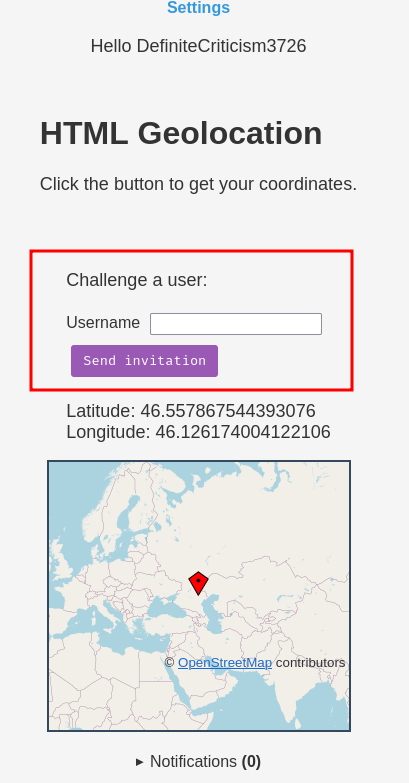 Settings
Hello DefiniteCriticism3726
HTML Geolocation
Click the button to get your coordinates.
Challenge a user:
Username
Send invitation
Latitude: 46.557867544393076
Longitude: 46.126174004122106
© OpenStreetMap contributors
Notifications (0)